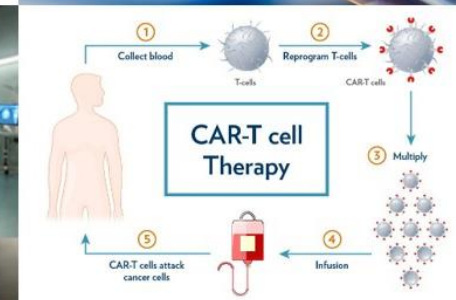 1
Collect blood
T-cells
2
Reprogram T-cells
CAR-T cells
CAR-T cell
Therapy
3 Multiply
4
Infusion
5
CAR-T cells attack
cancer cells